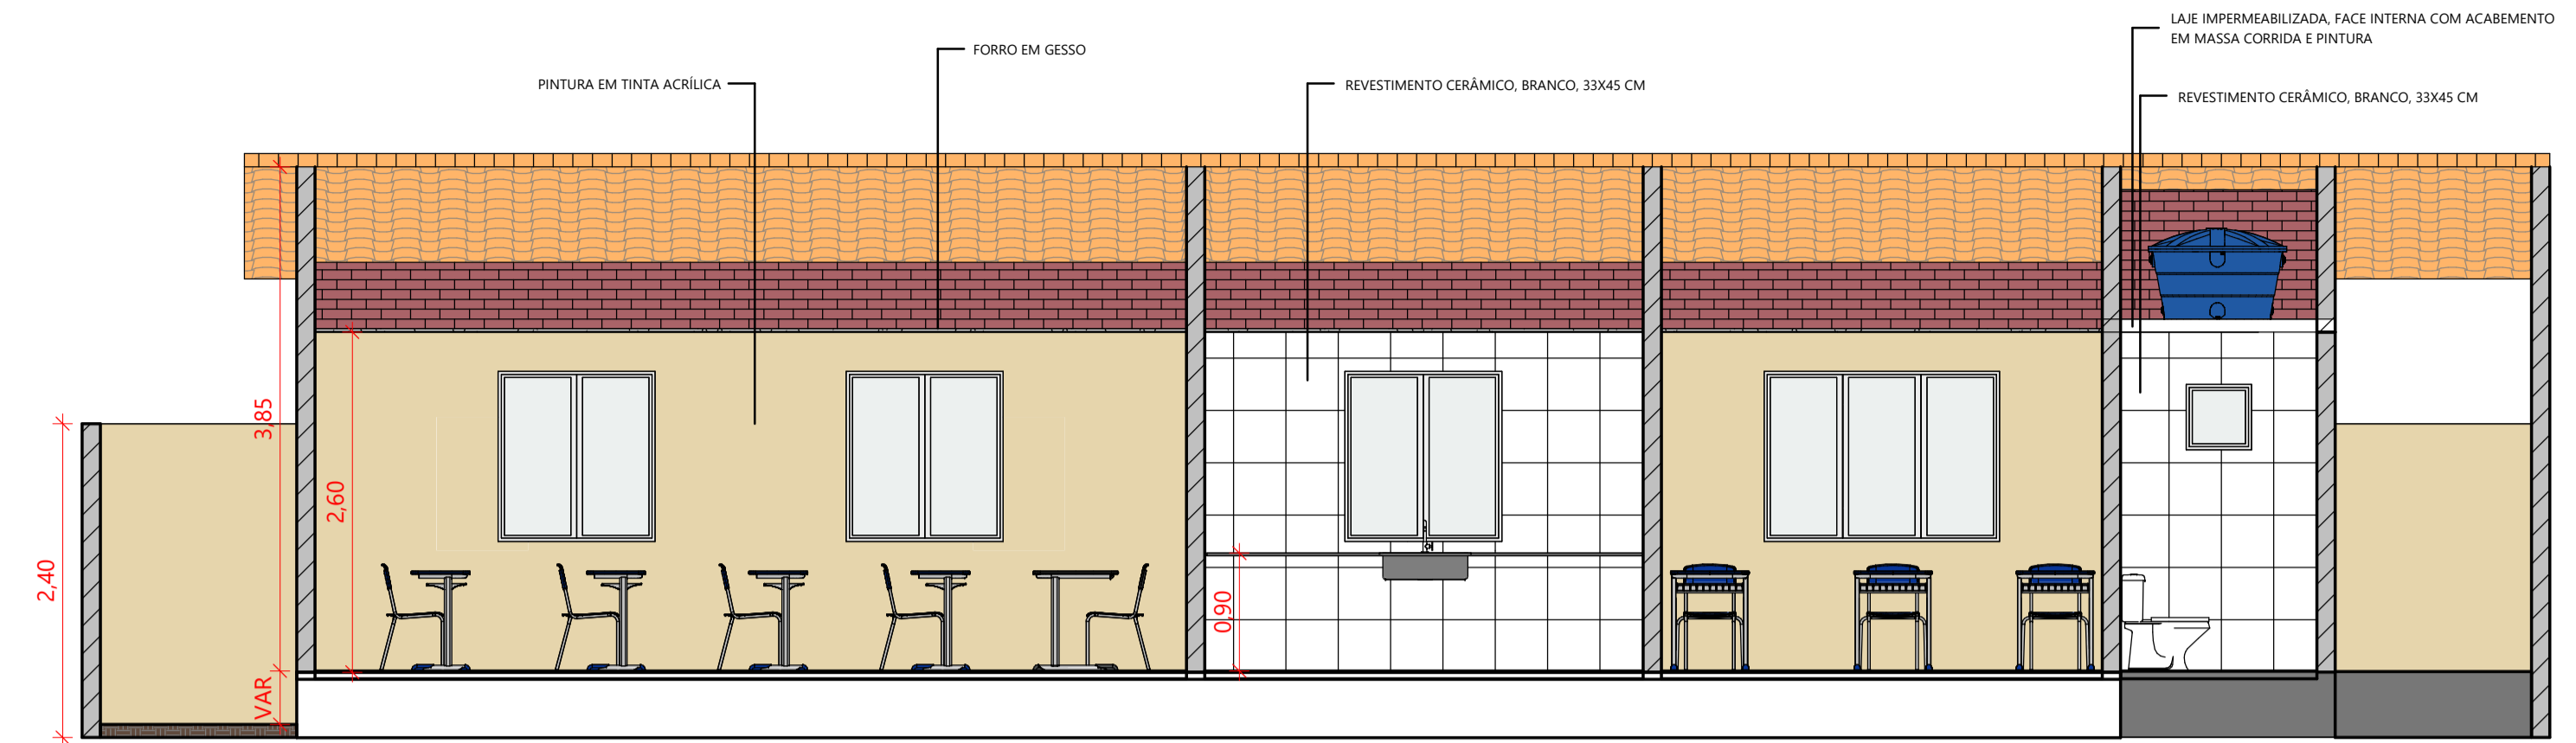 LAJE IMPERMEABILIZADA, FACE INTERNA COM ACABEMENTO
EM MASSA CORRIDA E PINTURA
FORRO EM GESSO
PINTURA EM TINTA ACRÍLICA
REVESTIMENTO CERÂMICO, BRANCO, 33X45 CM
REVESTIMENTO CERÂMICO, BRANCO, 33X45 CM
3,85
2,60
2,40
0,90
VAR